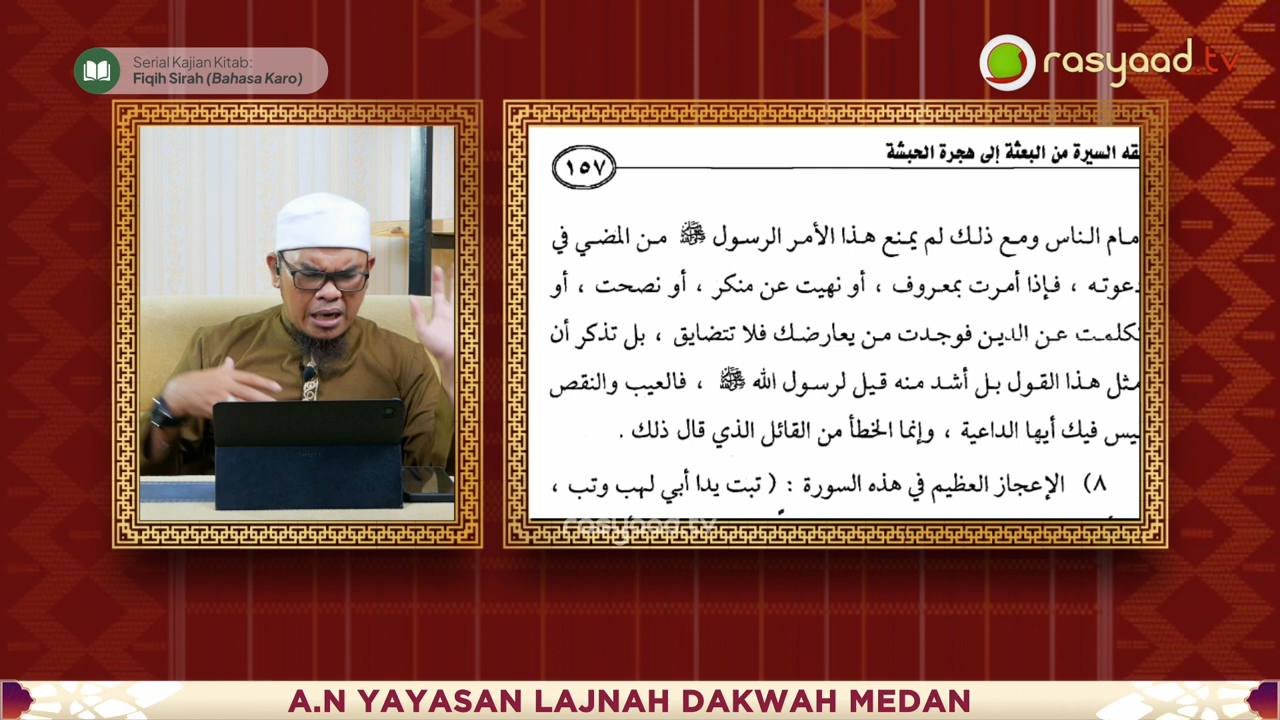 Serial Kajian Kitab:
Fiqih Sirah (Bahasa Karo)
rasyaad.tv
قه السيرة من البعثة إلى هجرة الحبشة
١٥٧
مام الناس ومع ذلك لم يمنع هذا الأمر الرسول ﷺ من المضي في
دعوته ، فإذا أمرت بمعروف ، أو نهيت عن منكر ، أو نصحت ، أو
تكلمت عن الدين فوجدت من يعارضك فلا تتضايق ، بل تذكر أن
مثل هذا القول بل أشد منه قيل لرسول الله ﷺ ، فالعيب والنقص
ليس فيك أيها الداعية ، وإنما الخطأ من القائل الذي قال ذلك .
٨) الإعجاز العظيم في هذه السورة : ( تبت يدا أبي لهب وتب ،
rasyaad.tv
A.N YAYASAN LAJNAH DAKWAH MEDAN